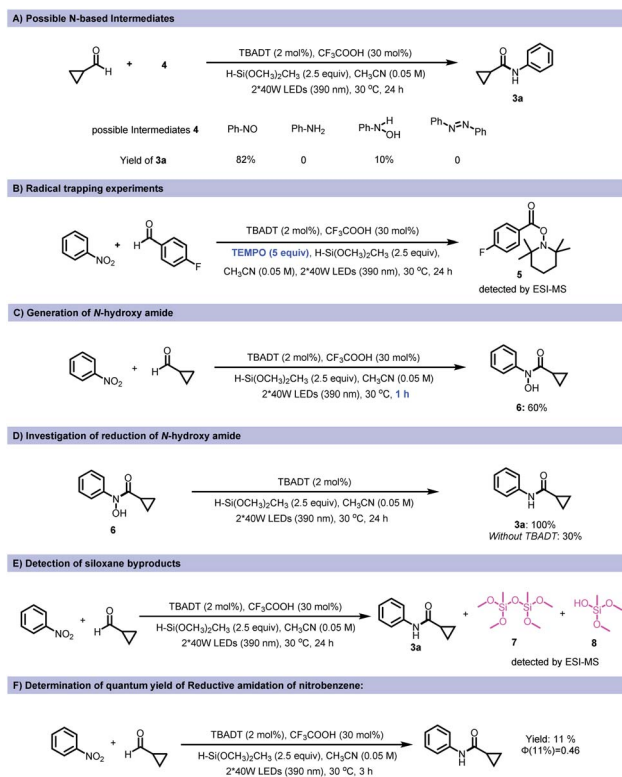 A) Possible N-based Intermediates
O
H
+
4
TBADT (2 mol%), CF₃COOH (30 mol%)
H-Si(OCH₃)₂CH₃ (2.5 equiv), CH₃CN (0.05 M)
2*40W LEDs (390 nm), 30 ºC, 24 h
O
N
H
3a
possible Intermediates 4
Ph-NO
Ph-NH₂
H
Ph-N
OH
N
Ph
N
Ph
Yield of 3a
82%
0
10%
0
B) Radical trapping experiments
NO₂
+
O
H
F
TBADT (2 mol%), CF₃COOH (30 mol%)
TEMPO (5 equiv), H-Si(OCH₃)₂CH₃ (2.5 equiv),
CH₃CN (0.05 M), 2*40W LEDs (390 nm), 30 ºC, 24 h
O
O
N
F
5
detected by ESI-MS
C) Generation of N-hydroxy amide
NO₂
+
O
H
TBADT (2 mol%), CF₃COOH (30 mol%)
H-Si(OCH₃)₂CH₃ (2.5 equiv), CH₃CN (0.05 M)
2*40W LEDs (390 nm), 30 ºC, 1 h
O
N
OH
6: 60%
D) Investigation of reduction of N-hydroxy amide
O
N
OH
6
TBADT (2 mol%)
H-Si(OCH₃)₂CH₃ (2.5 equiv), CH₃CN (0.05 M)
2*40W LEDs (390 nm), 30 ºC, 24 h
O
N
H
3a: 100%
Without TBADT: 30%
E) Detection of siloxane byproducts
NO₂
+
O
H
TBADT (2 mol%), CF₃COOH (30 mol%)
H-Si(OCH₃)₂CH₃ (2.5 equiv), CH₃CN (0.05 M)
2*40W LEDs (390 nm), 30 ºC, 24 h
O
N
H
3a
+
O
Si
O
Si
O
O
O
7
+
HO
Si
O
O
8
detected by ESI-MS
F) Determination of quantum yield of Reductive amidation of nitrobenzene:
NO₂
+
O
H
TBADT (2 mol%), CF₃COOH (30 mol%)
H-Si(OCH₃)₂CH₃ (2.5 equiv), CH₃CN (0.05 M)
2*40W LEDs (390 nm), 30 ºC, 3 h
O
N
H
Yield: 11 %
Φ(11%)=0.46